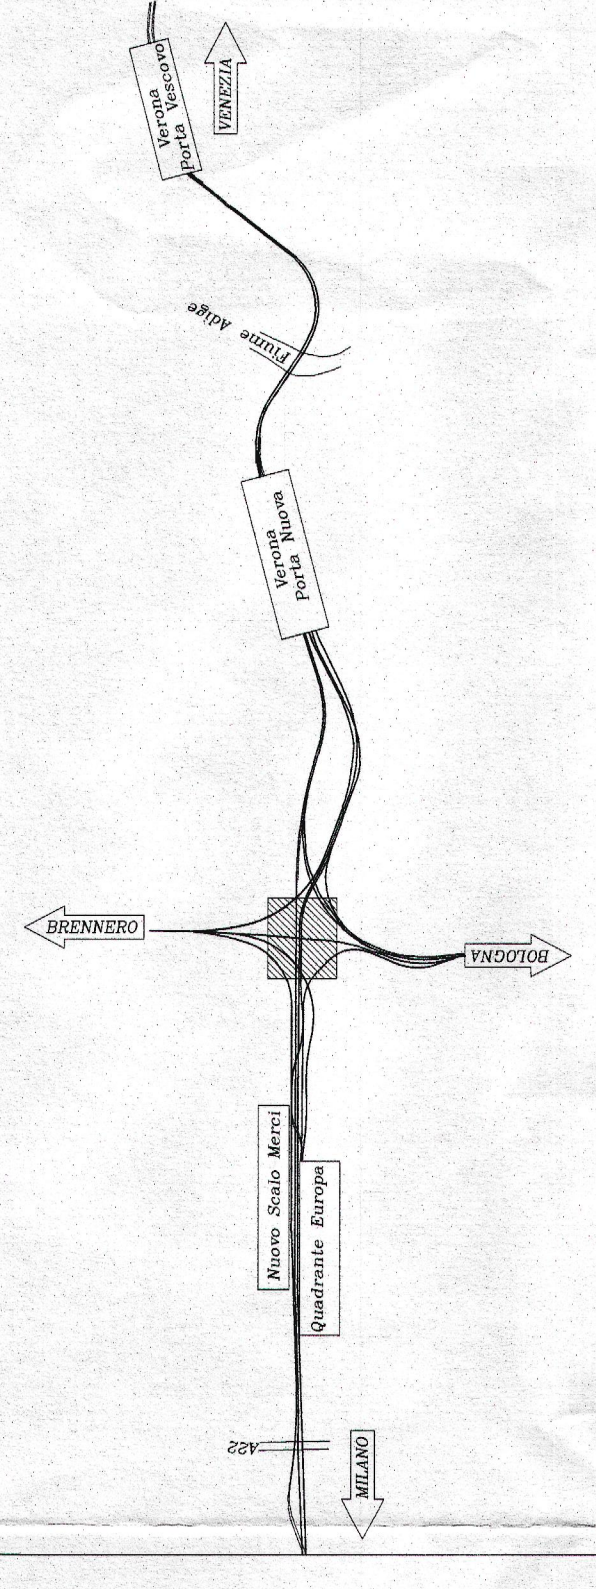 VENEZIA
Verona
Porta Vescovo
Fiume Adige
Verona
Porta Nuova
BRENNERO
BOLOGNA
Nuovo Scalo Merci
Quadrante Europa
A22
MILANO